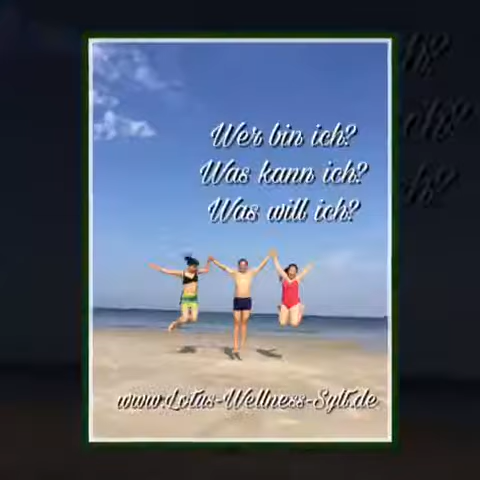 Wer bin ich?
Was kann ich?
Was will ich?
www.Lotus-Wellness-Sylt.de